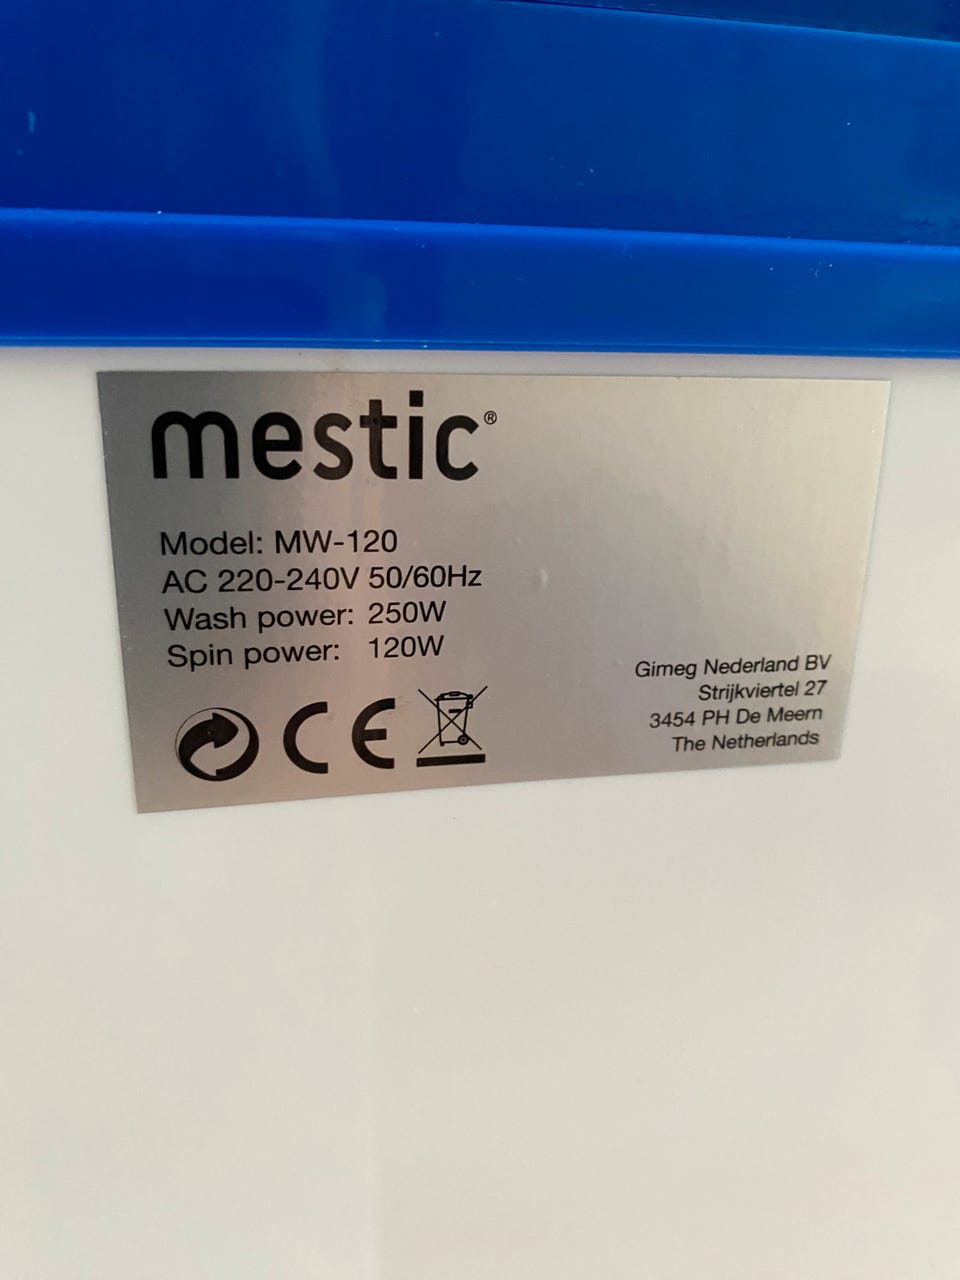 mestic®
Model: MW-120
AC 220-240V 50/60Hz
Wash power: 250W
Spin power: 120W
CE
Gimeg Nederland BV
Strijkviertel 27
3454 PH De Meern
The Netherlands